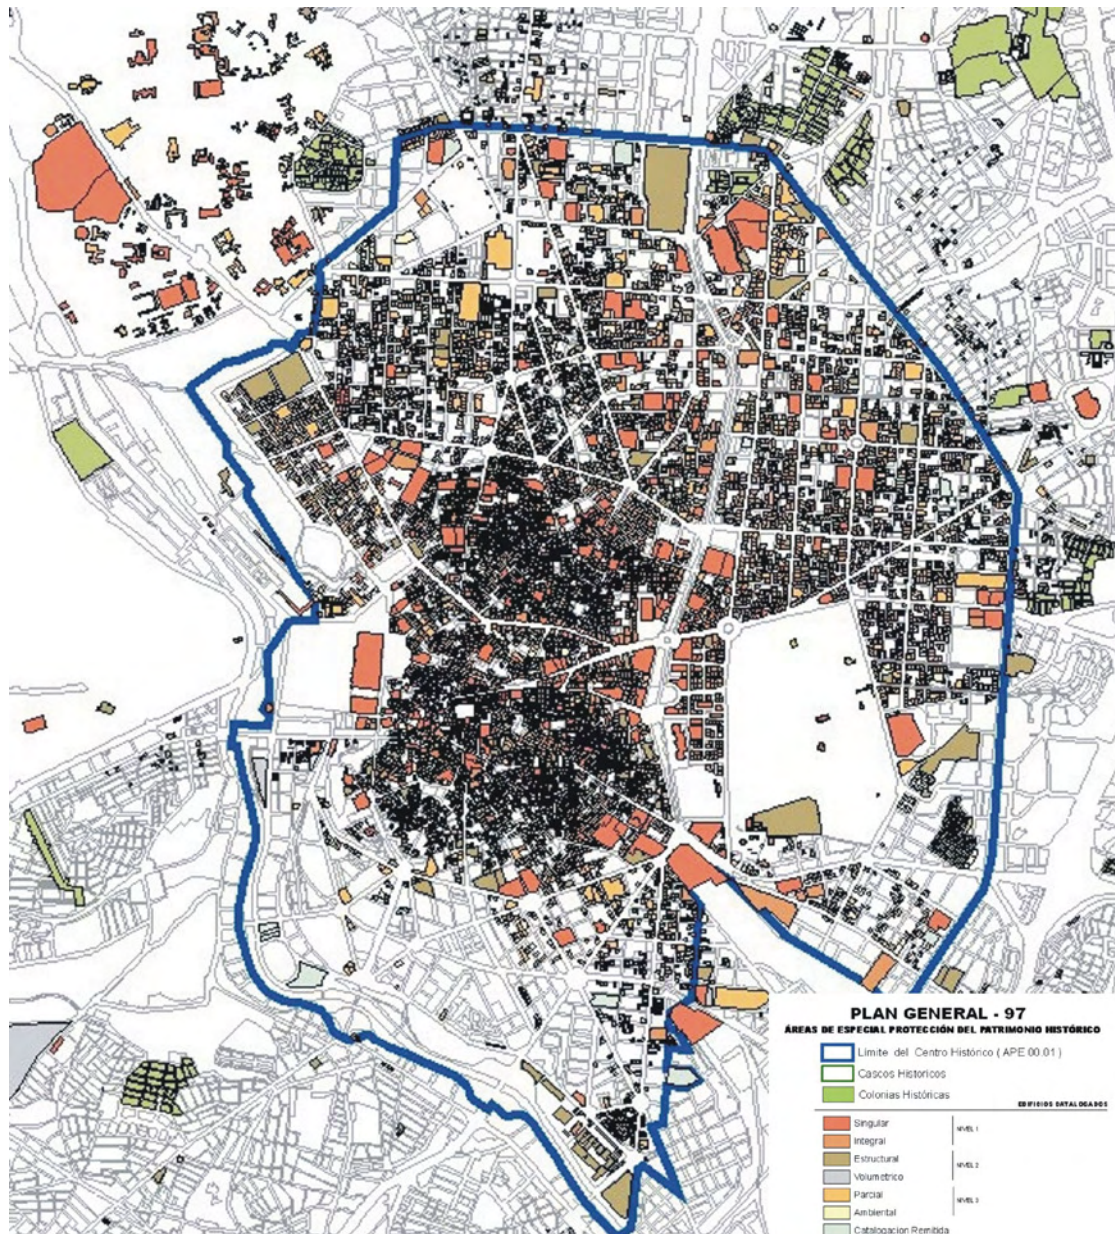 PLAN GENERAL - 97
ÁREAS DE ESPECIAL PROTECCIÓN DEL PATRIMONIO HISTÓRICO
Límite del Centro Histórico ( APE 00.01 )
Cascos Históricos
Colonias Históricas
EDIFICIOS CATALOGADOS
Singular
NIVEL 1
Integral
Estructural
NIVEL 2
Volumetrico
Parcial
NIVEL 3
Ambiental
Catalogacion Remitida